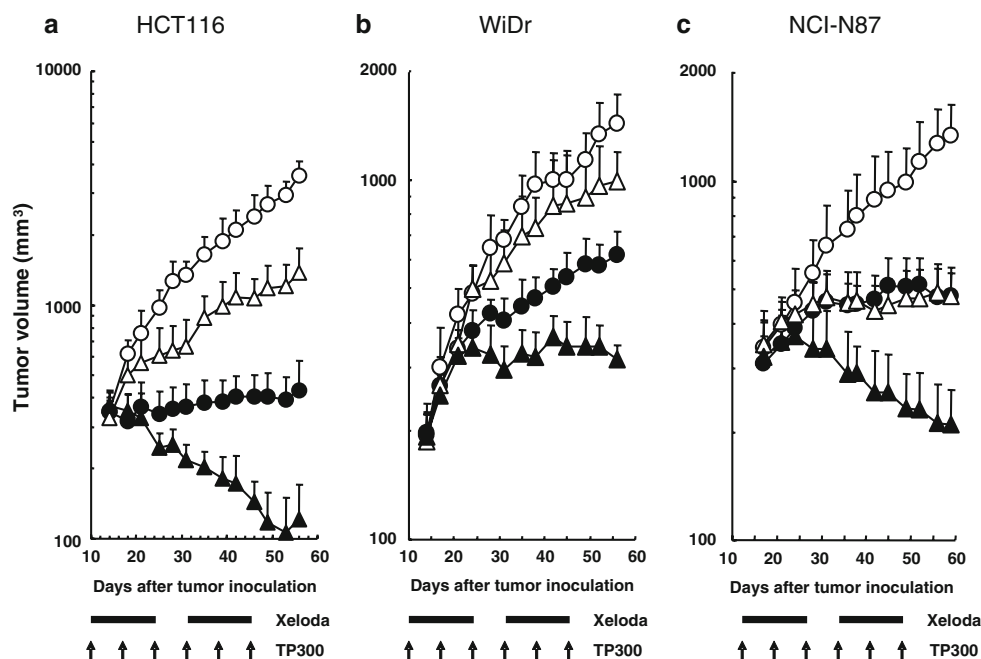 a HCT116
b WiDr
c NCI-N87
Tumor volume (mm³)
10000
1000
100
10 20 30 40 50 60
Days after tumor inoculation
2000
1000
100
10 20 30 40 50 60
Days after tumor inoculation
2000
1000
100
10 20 30 40 50 60
Days after tumor inoculation
Xeloda
TP300
Xeloda
TP300
Xeloda
TP300